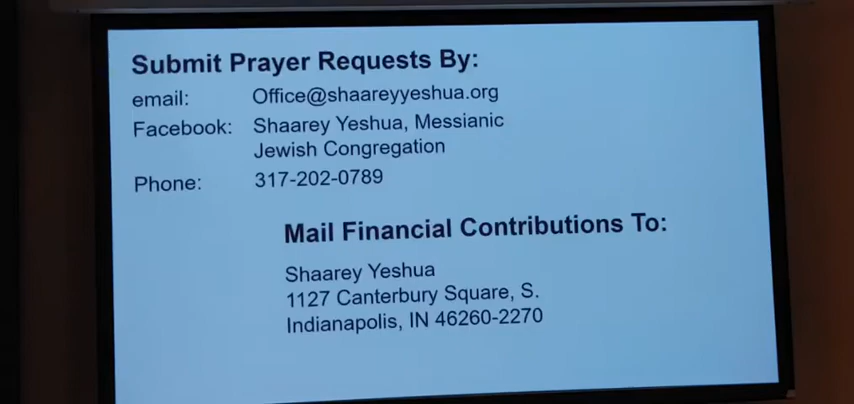 Submit Prayer Requests By:
email: Office@shaareyyeshua.org
Facebook: Shaarey Yeshua, Messianic
Jewish Congregation
Phone: 317-202-0789
Mail Financial Contributions To:
Shaarey Yeshua
1127 Canterbury Square, S.
Indianapolis, IN 46260-2270